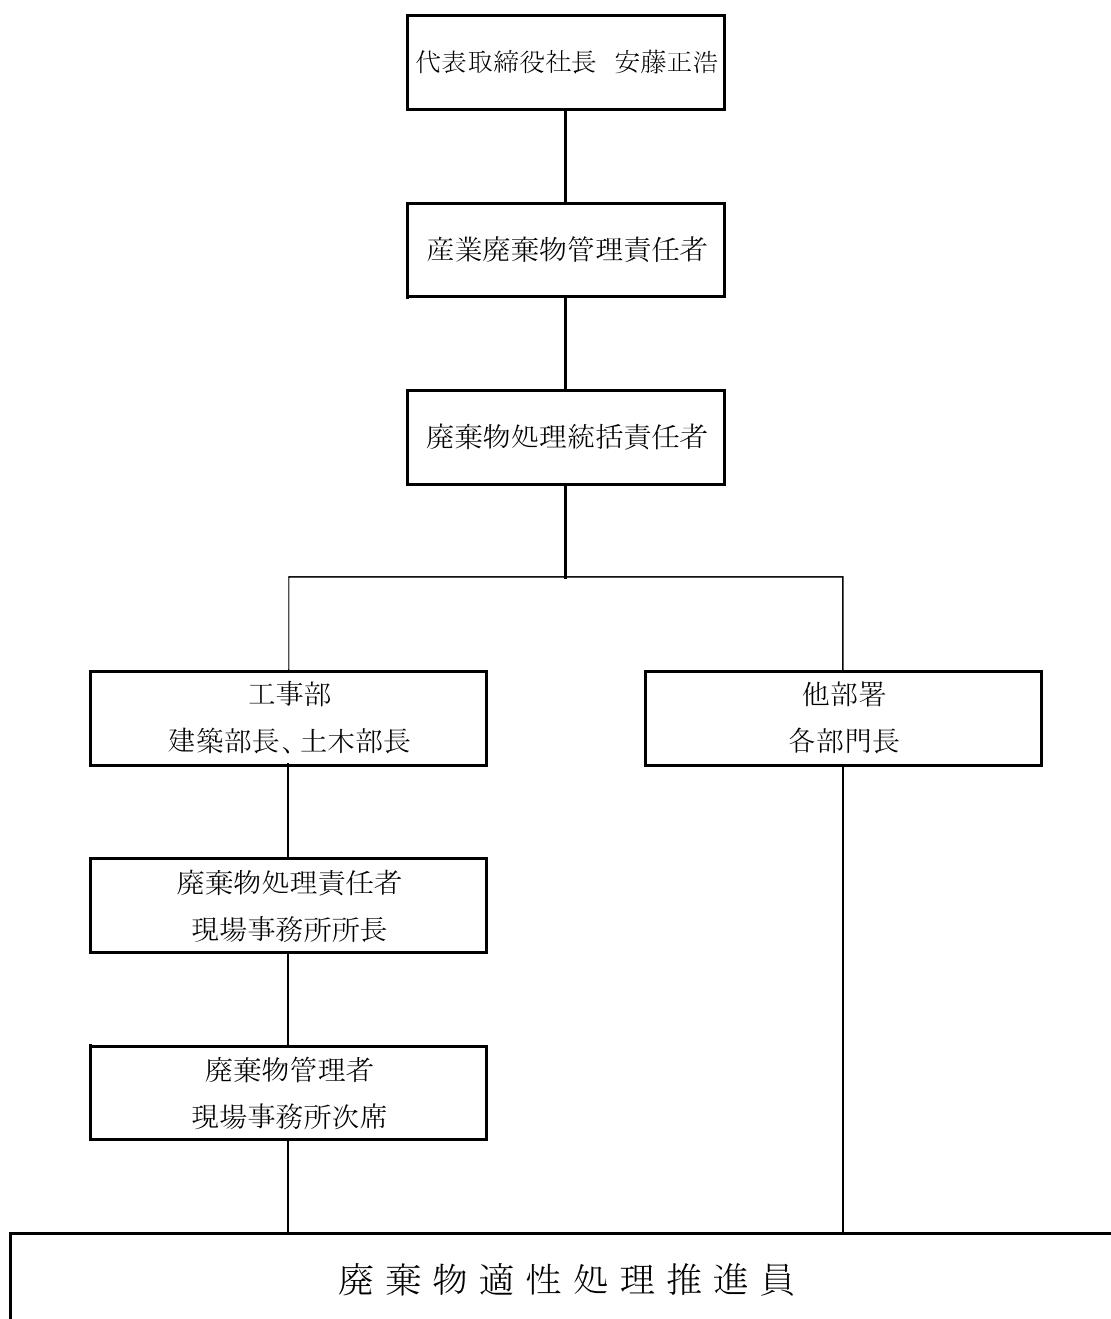 代表取締役社長　安藤正浩
産業廃棄物管理責任者
廃棄物処理統括責任者
工事部
建築部長、土木部長
他部署
各部門長
廃棄物処理責任者
現場事務所所長
廃棄物管理者
現場事務所次席
廃棄物適性処理推進員